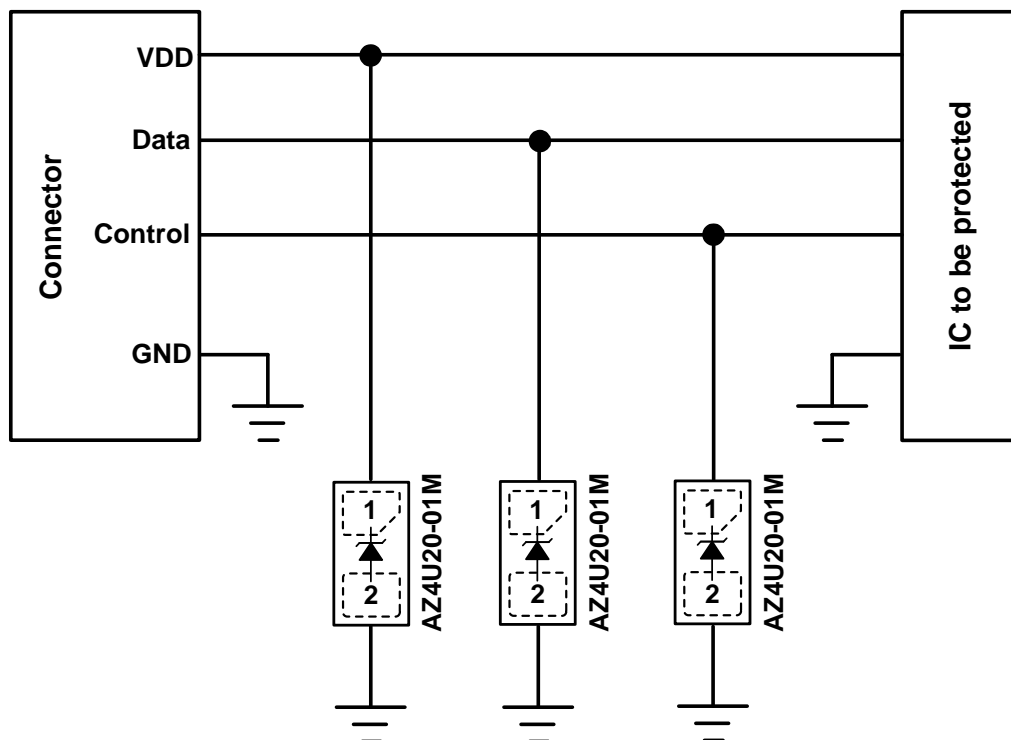 VDD
Data
Control
GND
Connector
IC to be protected
1
2
AZ4U20-01M
1
2
AZ4U20-01M
1
2
AZ4U20-01M